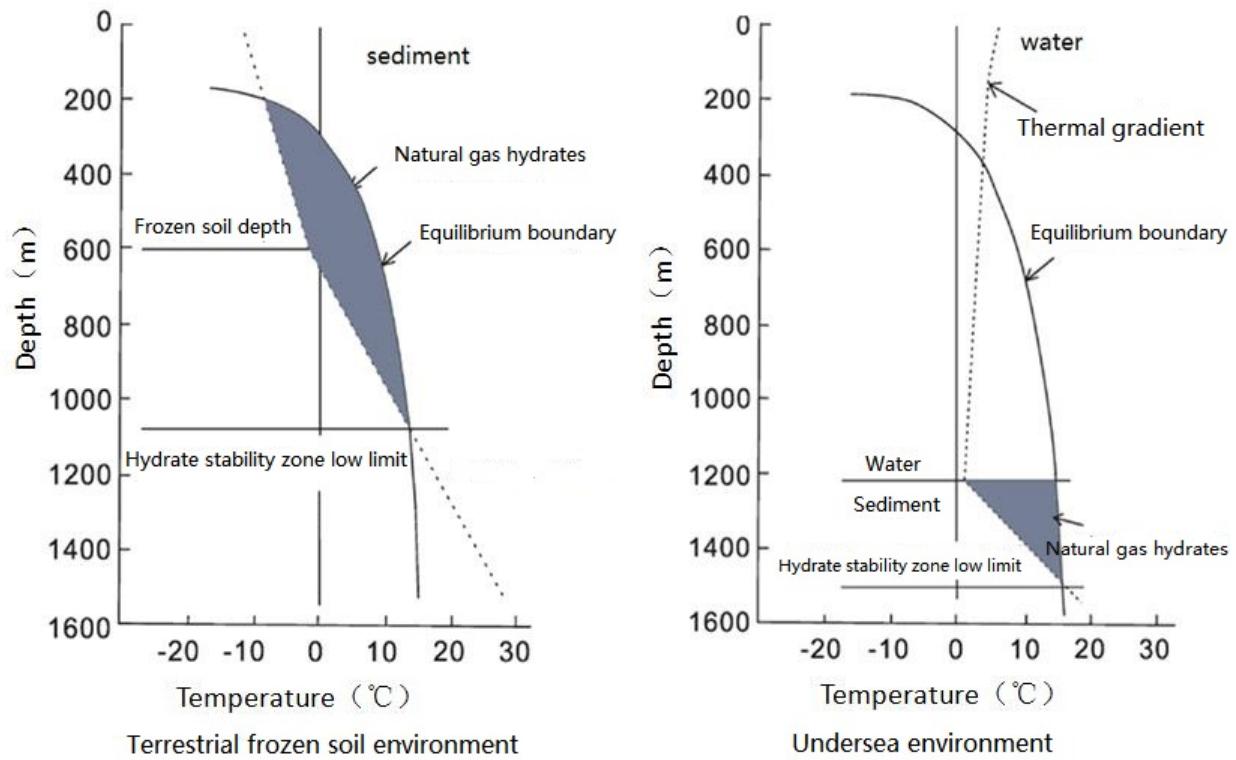 0
200
400
600
800
1000
1200
1400
1600
Depth（m）
sediment
Natural gas hydrates
Frozen soil depth
Equilibrium boundary
Hydrate stability zone low limit
-20 -10 0 10 20 30
Temperature（℃）
Terrestrial frozen soil environment
0
200
400
600
800
1000
1200
1400
1600
Depth（m）
water
Thermal gradient
Equilibrium boundary
Water
Sediment
Natural gas hydrates
Hydrate stability zone low limit
-20 -10 0 10 20 30
Temperature（℃）
Undersea environment